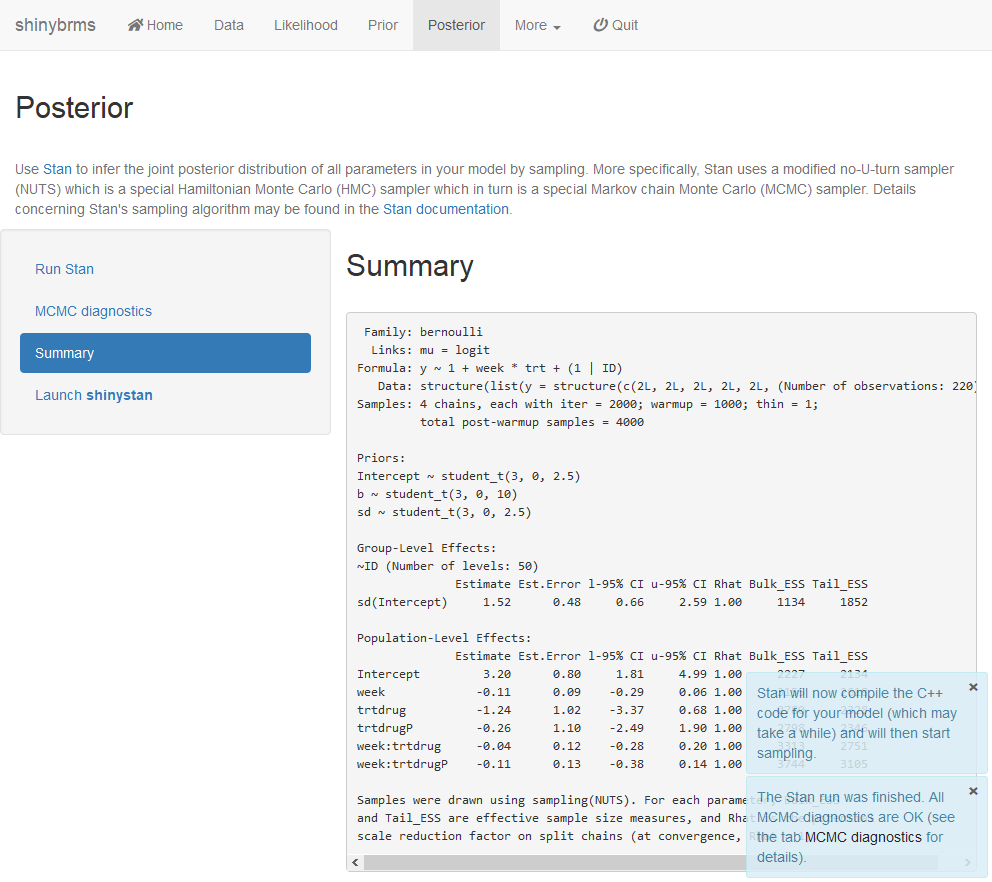 shinybrms Home Data Likelihood Prior Posterior More Quit
Posterior
Use Stan to infer the joint posterior distribution of all parameters in your model by sampling. More specifically, Stan uses a modified no-U-turn sampler
(NUTS) which is a special Hamiltonian Monte Carlo (HMC) sampler which in turn is a special Markov chain Monte Carlo (MCMC) sampler. Details
concerning Stan's sampling algorithm may be found in the Stan documentation.
Run Stan
MCMC diagnostics
Summary
Launch shinystan
Summary
Family: bernoulli
Links: mu = logit
Formula: y ~ 1 + week * trt + (1 | ID)
Data: structure(list(y = structure(c(2L, 2L, 2L, 2L, 2L, (Number of observations: 220)
Samples: 4 chains, each with iter = 2000; warmup = 1000; thin = 1;
total post-warmup samples = 4000
Priors:
Intercept ~ student_t(3, 0, 2.5)
b ~ student_t(3, 0, 10)
sd ~ student_t(3, 0, 2.5)
Group-Level Effects:
~ID (Number of levels: 50)
Estimate Est.Error l-95% CI u-95% CI Rhat Bulk_ESS Tail_ESS
sd(Intercept) 1.52 0.48 0.66 2.59 1.00 1134 1852
Population-Level Effects:
Estimate Est.Error l-95% CI u-95% CI Rhat Bulk_ESS Tail_ESS
Intercept 3.20 0.80 1.81 4.99 1.00 2227 2134
week -0.11 0.09 -0.29 0.06 1.00
trtdrug -1.24 1.02 -3.37 0.68 1.00
trtdrugP -0.26 1.10 -2.49 1.90 1.00
week:trtdrug -0.04 0.12 -0.28 0.20 1.00 3313 2751
week:trtdrugP -0.11 0.13 -0.38 0.14 1.00 3744 3105
Samples were drawn using sampling(NUTS). For each parameter,
and Tail_ESS are effective sample size measures, and Rhat
scale reduction factor on split chains (at convergence,
Stan will now compile the C++
code for your model (which may
take a while) and will then start
sampling.
The Stan run was finished. All
MCMC diagnostics are OK (see
the tab MCMC diagnostics for
details).